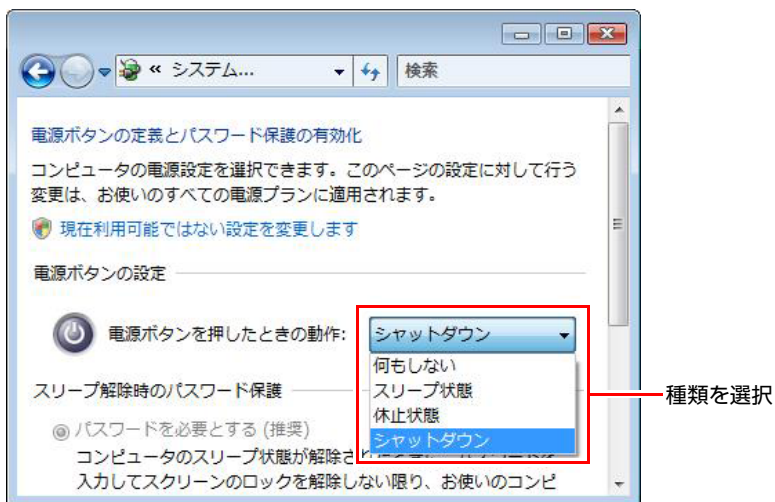 « システム...
検索
電源ボタンの定義とパスワード保護の有効化
コンピュータの電源設定を選択できます。このページの設定に対して行う
変更は、お使いのすべての電源プランに適用されます。
現在利用可能ではない設定を変更します
電源ボタンの設定
電源ボタンを押したときの動作: シャットダウン
何もしない
スリープ解除時のパスワード保護
スリープ状態
休止状態
シャットダウン
種類を選択
パスワードを必要とする (推奨)
コンピュータのスリープ状態が解除され
入力してスクリーンのロックを解除しない限り、お使いのコンピ